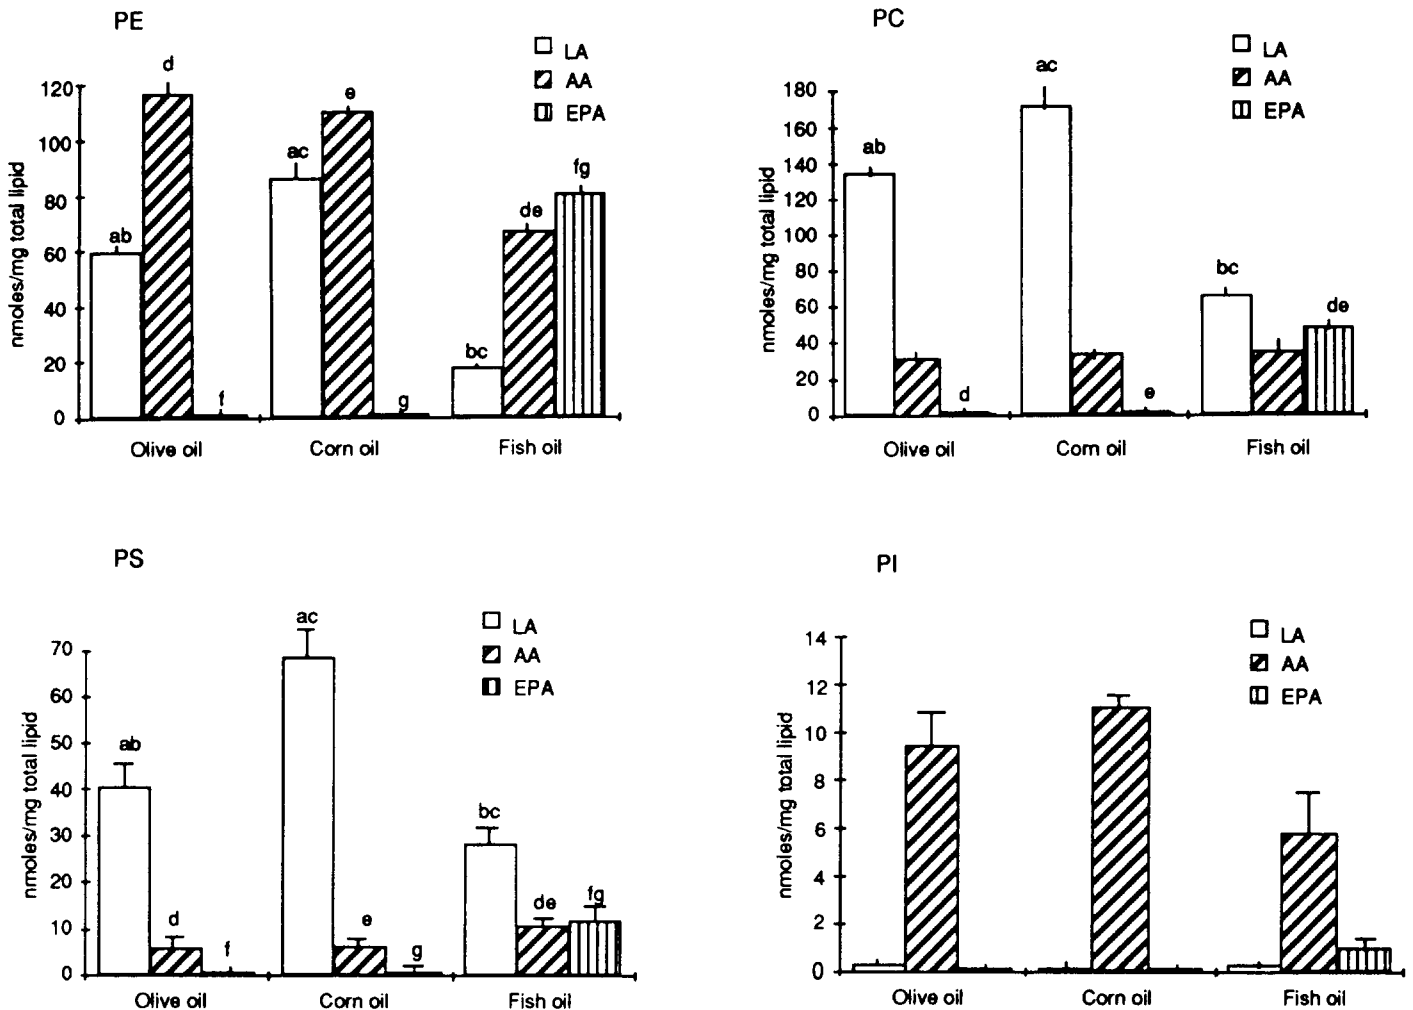 PE
LA
AA
EPA
nmoles/mg total lipid
120
100
80
60
40
20
0
ab
d
f
ac
e
g
bc
de
fg
Olive oil
Corn oil
Fish oil
PC
LA
AA
EPA
nmoles/mg total lipid
180
160
140
120
180
80
60
40
20
0
ab
d
ac
e
bc
de
Olive oil
Corn oil
Fish oil
PS
LA
AA
EPA
nmoles/mg total lipid
70
60
50
40
30
20
10
0
ab
d
f
ac
e
g
bc
de
fg
Olive oil
Corn oil
Fish oil
PI
LA
AA
EPA
nmoles/mg total lipid
14
12
10
8
6
4
2
0
Olive oil
Corn oil
Fish oil